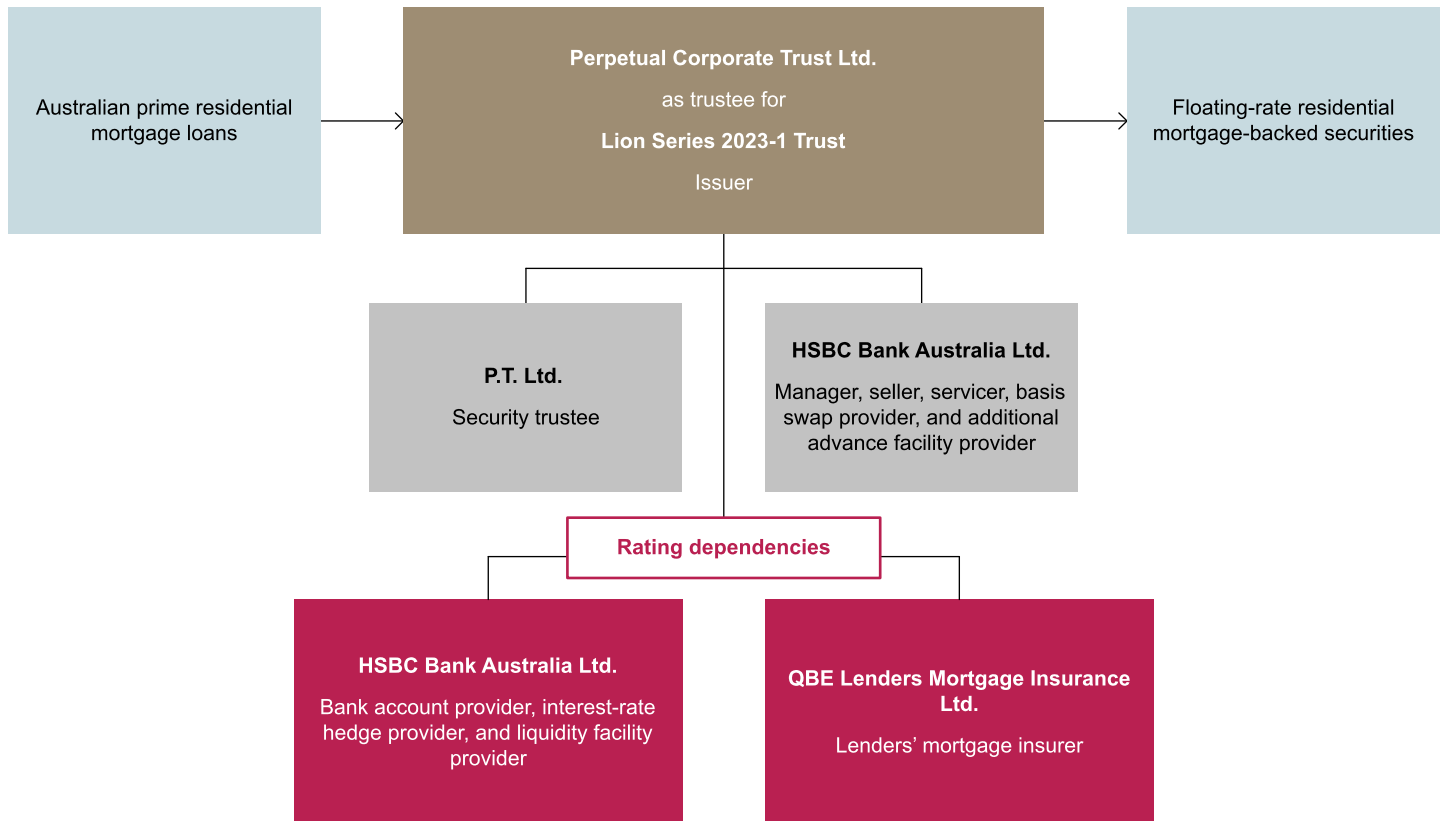 Australian prime residential
mortgage loans
Perpetual Corporate Trust Ltd.
as trustee for
Lion Series 2023-1 Trust
Issuer
Floating-rate residential
mortgage-backed securities
P.T. Ltd.
Security trustee
HSBC Bank Australia Ltd.
Manager, seller, servicer, basis
swap provider, and additional
advance facility provider
Rating dependencies
HSBC Bank Australia Ltd.
Bank account provider, interest-rate
hedge provider, and liquidity facility
provider
QBE Lenders Mortgage Insurance
Ltd.
Lenders’ mortgage insurer